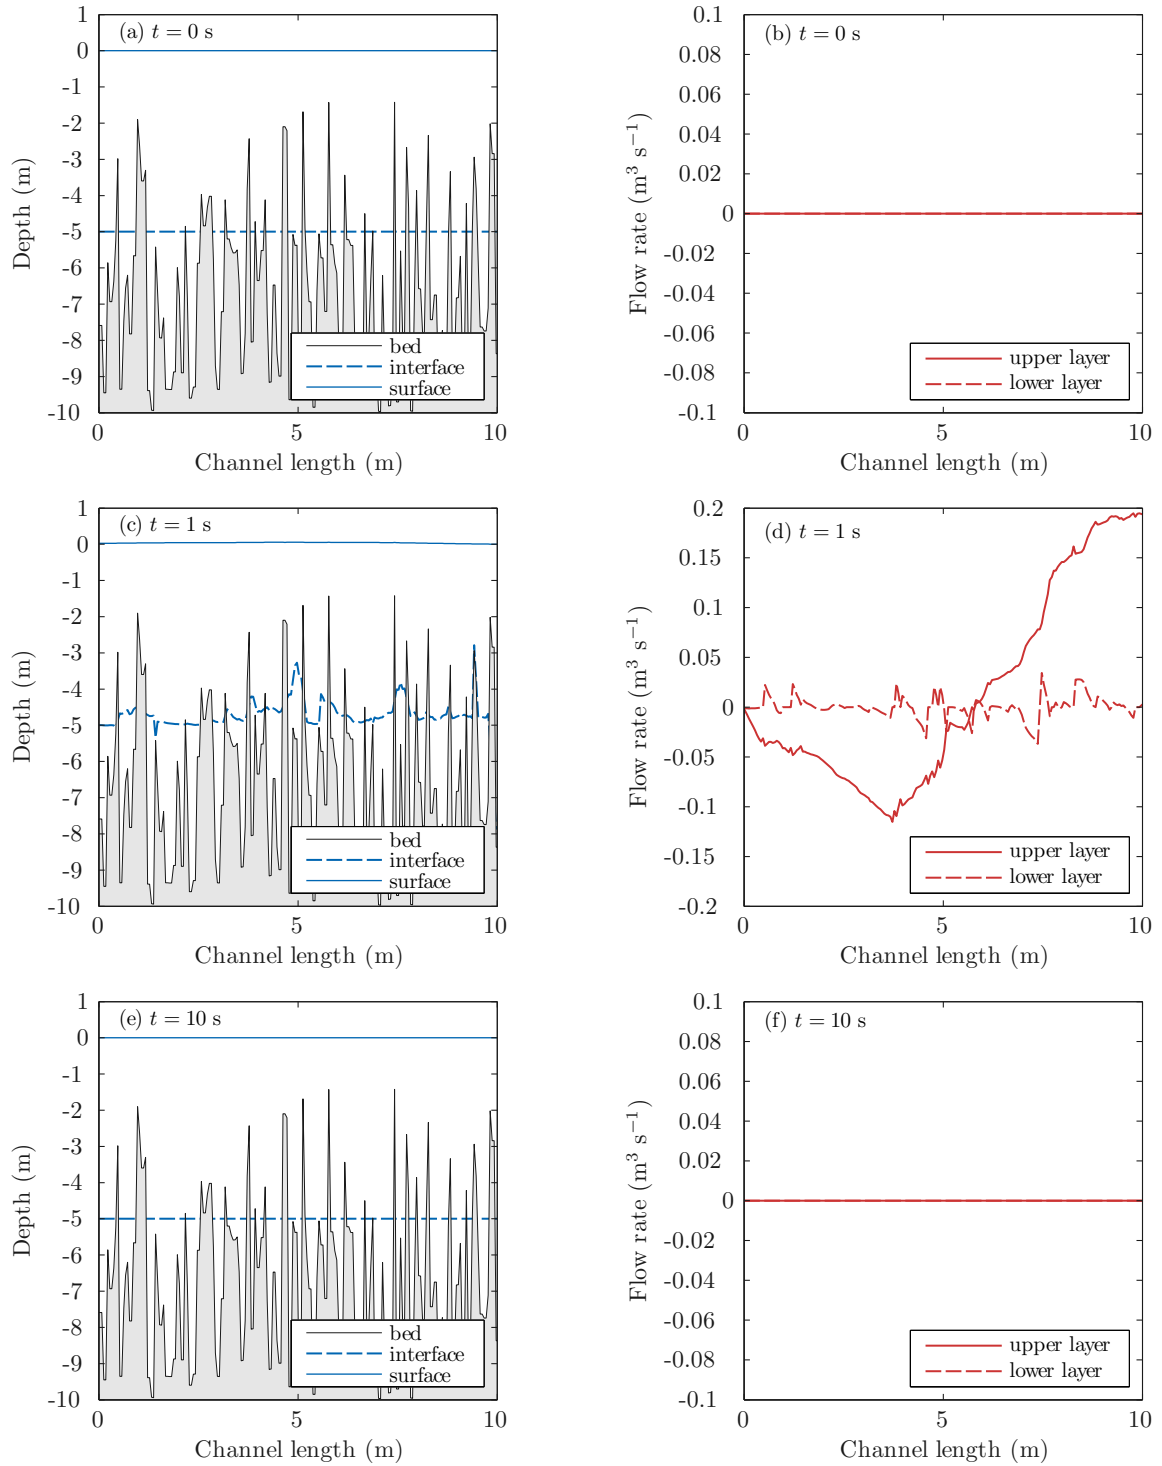 (a) t = 0 s
1
0
-1
-2
-3
-4
-5
-6
-7
-8
-9
-10
Depth (m)
bed
interface
surface
0
5
10
Channel length (m)
(b) t = 0 s
0.1
0.08
0.06
0.04
0.02
0
-0.02
-0.04
-0.06
-0.08
-0.1
Flow rate (m³ s⁻¹)
upper layer
lower layer
0
5
10
Channel length (m)
(c) t = 1 s
1
0
-1
-2
-3
-4
-5
-6
-7
-8
-9
-10
Depth (m)
bed
interface
surface
0
5
10
Channel length (m)
(d) t = 1 s
0.2
0.15
0.1
0.05
0
-0.05
-0.1
-0.15
-0.2
Flow rate (m³ s⁻¹)
upper layer
lower layer
0
5
10
Channel length (m)
(e) t = 10 s
1
0
-1
-2
-3
-4
-5
-6
-7
-8
-9
-10
Depth (m)
bed
interface
surface
0
5
10
Channel length (m)
(f) t = 10 s
0.1
0.08
0.06
0.04
0.02
0
-0.02
-0.04
-0.06
-0.08
-0.1
Flow rate (m³ s⁻¹)
upper layer
lower layer
0
5
10
Channel length (m)